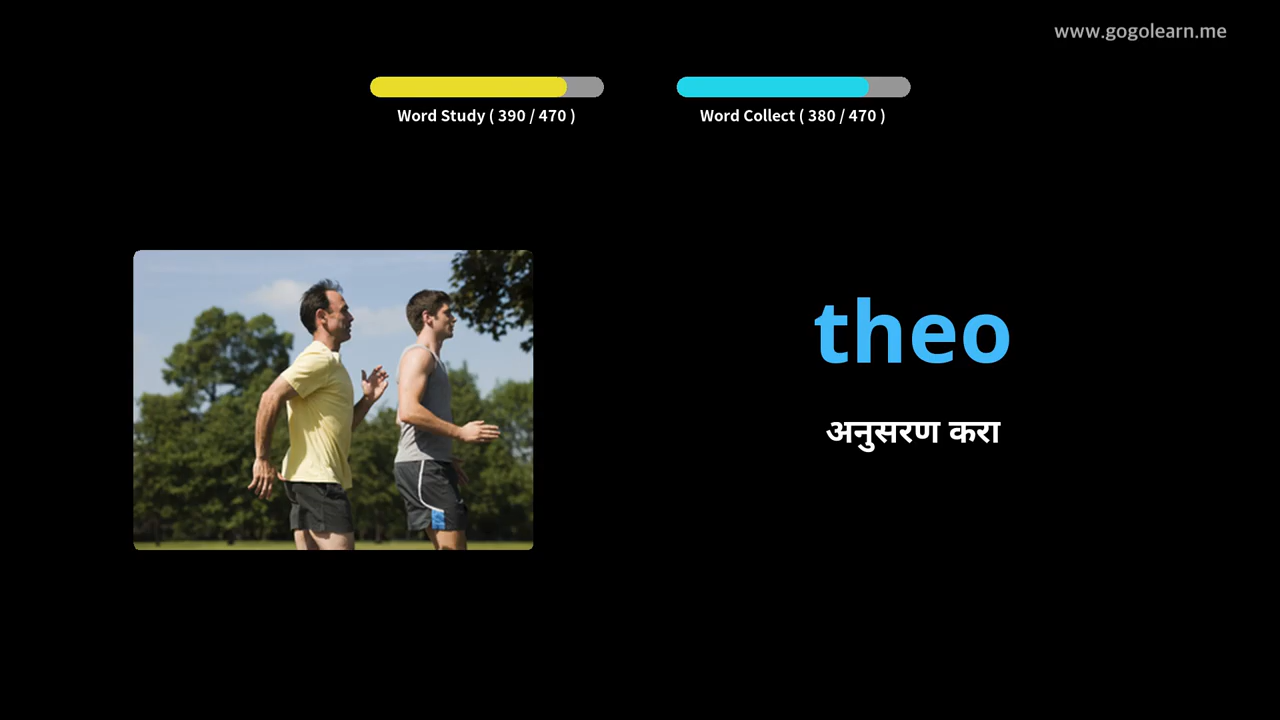 www.gogolearn.me
Word Study ( 390 / 470 )
Word Collect ( 380 / 470 )
theo
अनुसरण करा